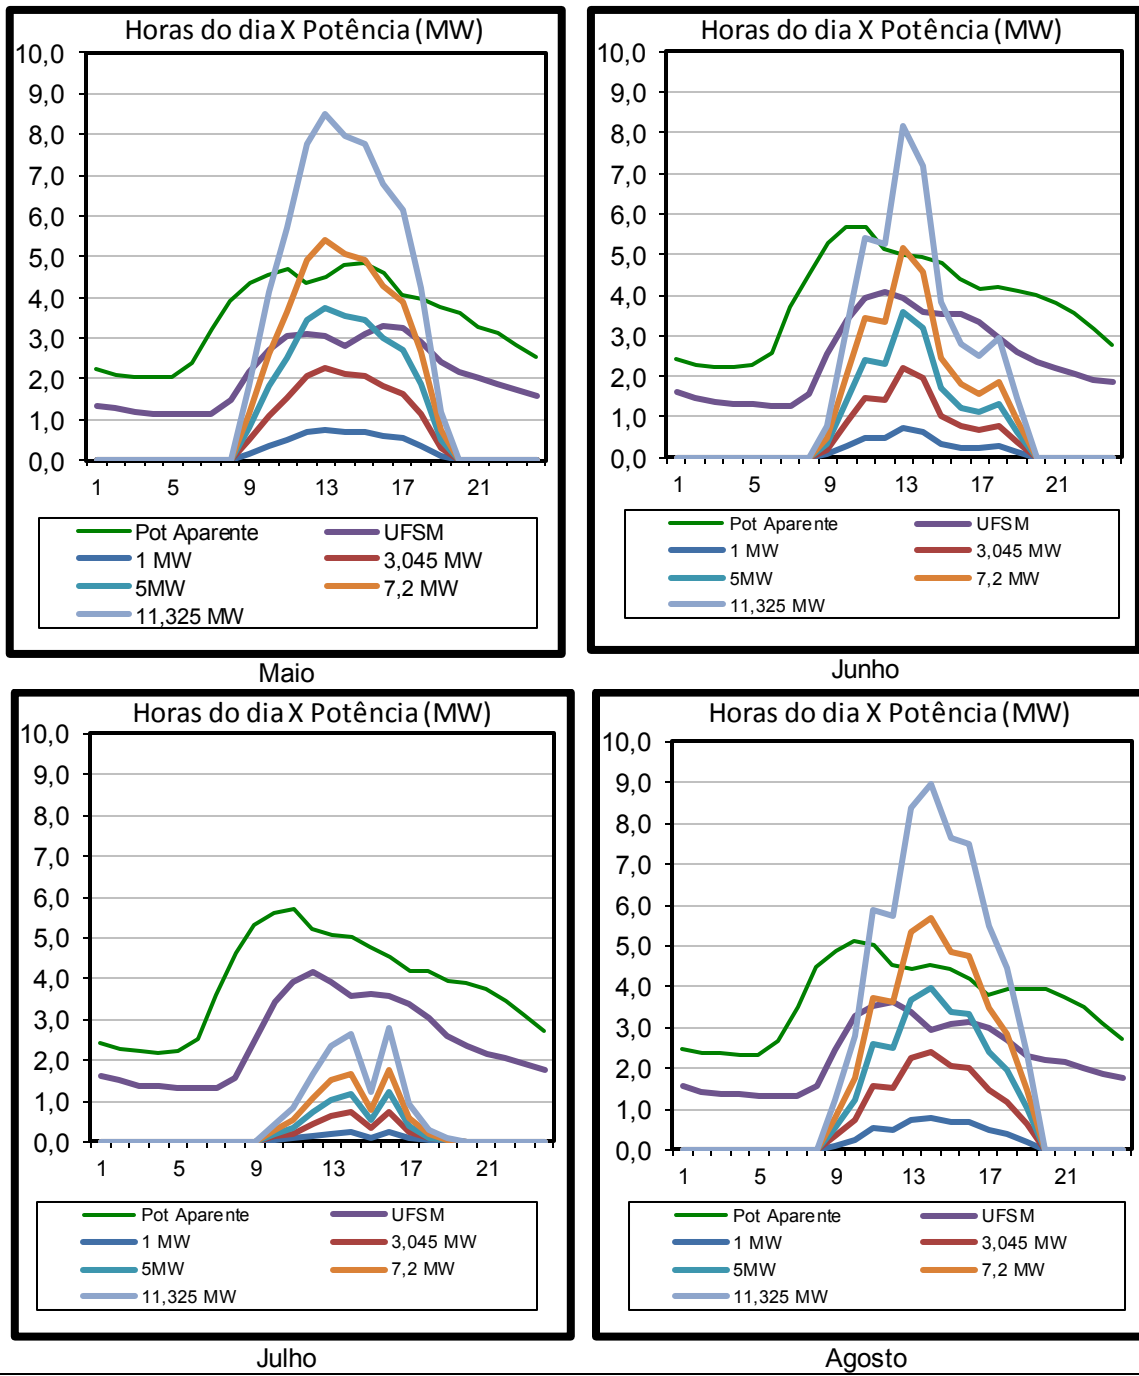 Horas do dia X Potência (MW)
10,0
9,0
8,0
7,0
6,0
5,0
4,0
3,0
2,0
1,0
0,0
1 5 9 13 17 21
Pot Aparente UFSM
1 MW 3,045 MW
5MW 7,2 MW
11,325 MW
Maio
Horas do dia X Potência (MW)
10,0
9,0
8,0
7,0
6,0
5,0
4,0
3,0
2,0
1,0
0,0
1 5 9 13 17 21
Pot Aparente UFSM
1 MW 3,045 MW
5MW 7,2 MW
11,325 MW
Junho
Horas do dia X Potência (MW)
10,0
9,0
8,0
7,0
6,0
5,0
4,0
3,0
2,0
1,0
0,0
1 5 9 13 17 21
Pot Aparente UFSM
1 MW 3,045 MW
5MW 7,2 MW
11,325 MW
Julho
Horas do dia X Potência (MW)
10,0
9,0
8,0
7,0
6,0
5,0
4,0
3,0
2,0
1,0
0,0
1 5 9 13 17 21
Pot Aparente UFSM
1 MW 3,045 MW
5MW 7,2 MW
11,325 MW
Agosto